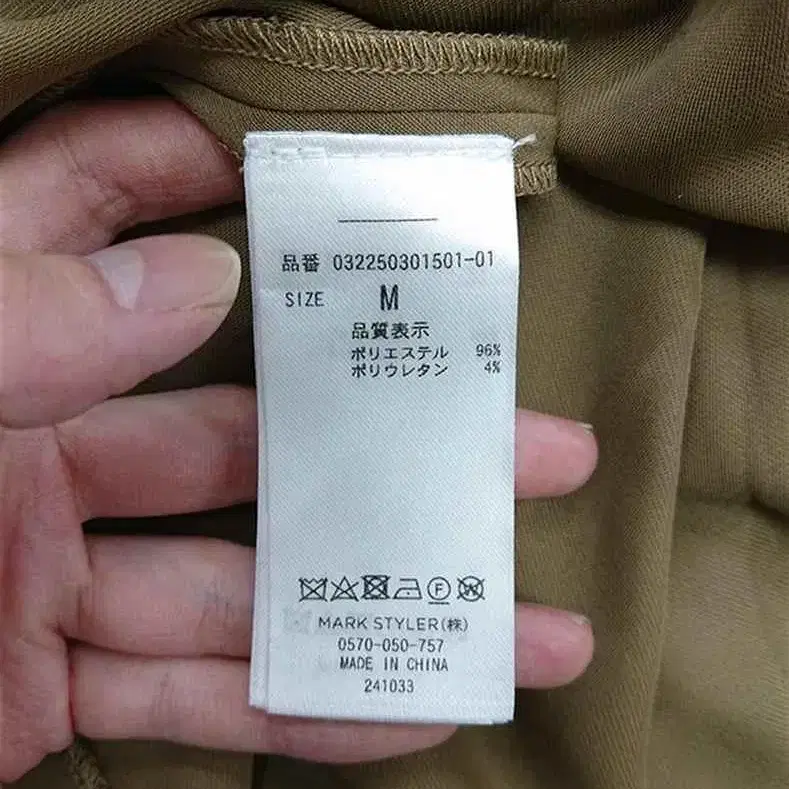 品番 032250301501-01
SIZE M
品質表示
ポリエステル 96%
ポリウレタン 4%
MARK STYLER(株)
0570-050-757
MADE IN CHINA
241033